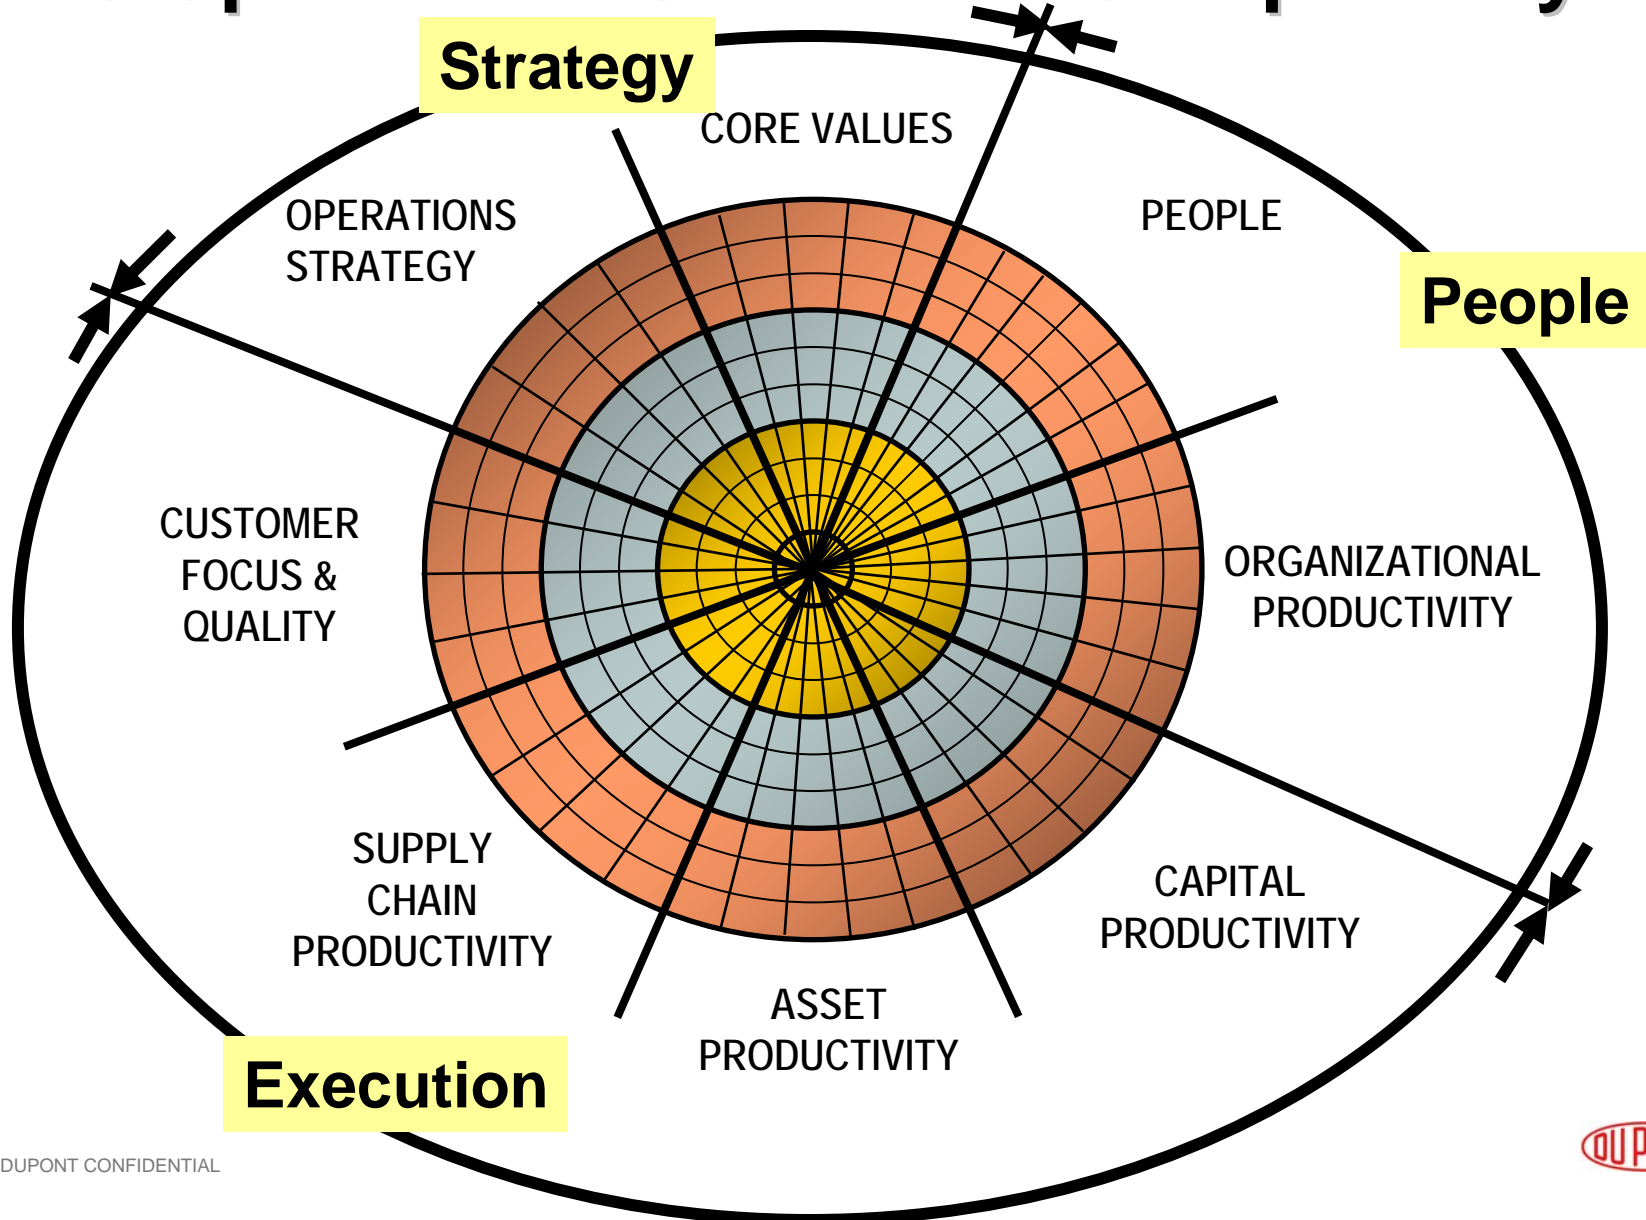 Strategy
CORE VALUES
OPERATIONS
STRATEGY
PEOPLE
People
CUSTOMER
FOCUS &
QUALITY
ORGANIZATIONAL
PRODUCTIVITY
SUPPLY
CHAIN
PRODUCTIVITY
CAPITAL
PRODUCTIVITY
ASSET
PRODUCTIVITY
Execution
DUPONT CONFIDENTIAL
DU P